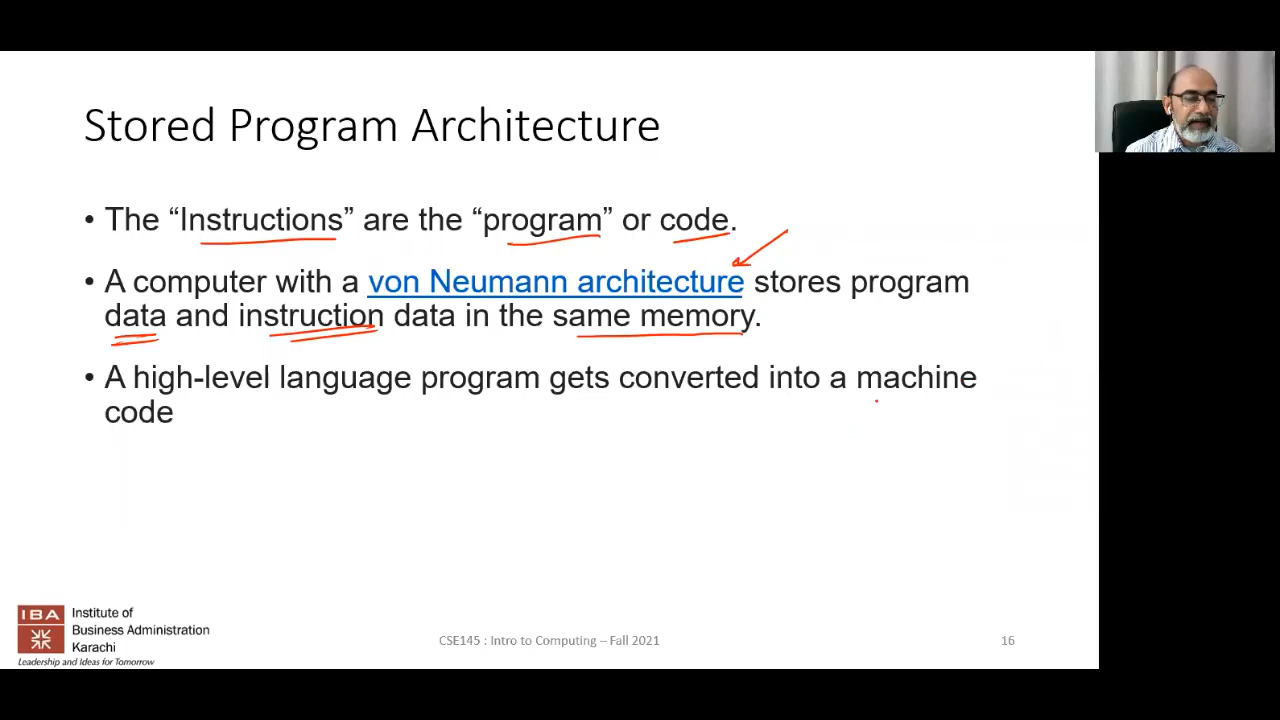 Stored Program Architecture
• The “Instructions” are the “program” or code.
• A computer with a von Neumann architecture stores program
data and instruction data in the same memory.
• A high-level language program gets converted into a machine
code
IBA
Institute of
Business Administration
Karachi
Leadership and Ideas for Tomorrow
CSE145 : Intro to Computing – Fall 2021
16